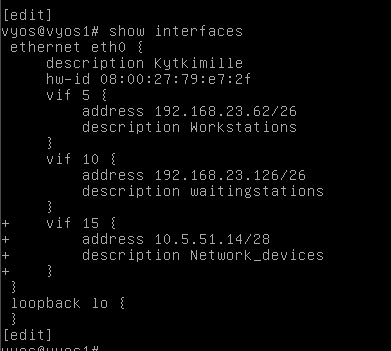 [edit]
vyos@vyos1# show interfaces
 ethernet eth0 {
     description Kytkimille
     hw-id 08:00:27:79:e7:2f
     vif 5 {
         address 192.168.23.62/26
         description Workstations
     }
     vif 10 {
         address 192.168.23.126/26
         description waitingstations
     }
+    vif 15 {
+        address 10.5.51.14/28
+        description Network_devices
+    }
 }
 loopback lo {
 }
[edit]
vyos@vyos1#